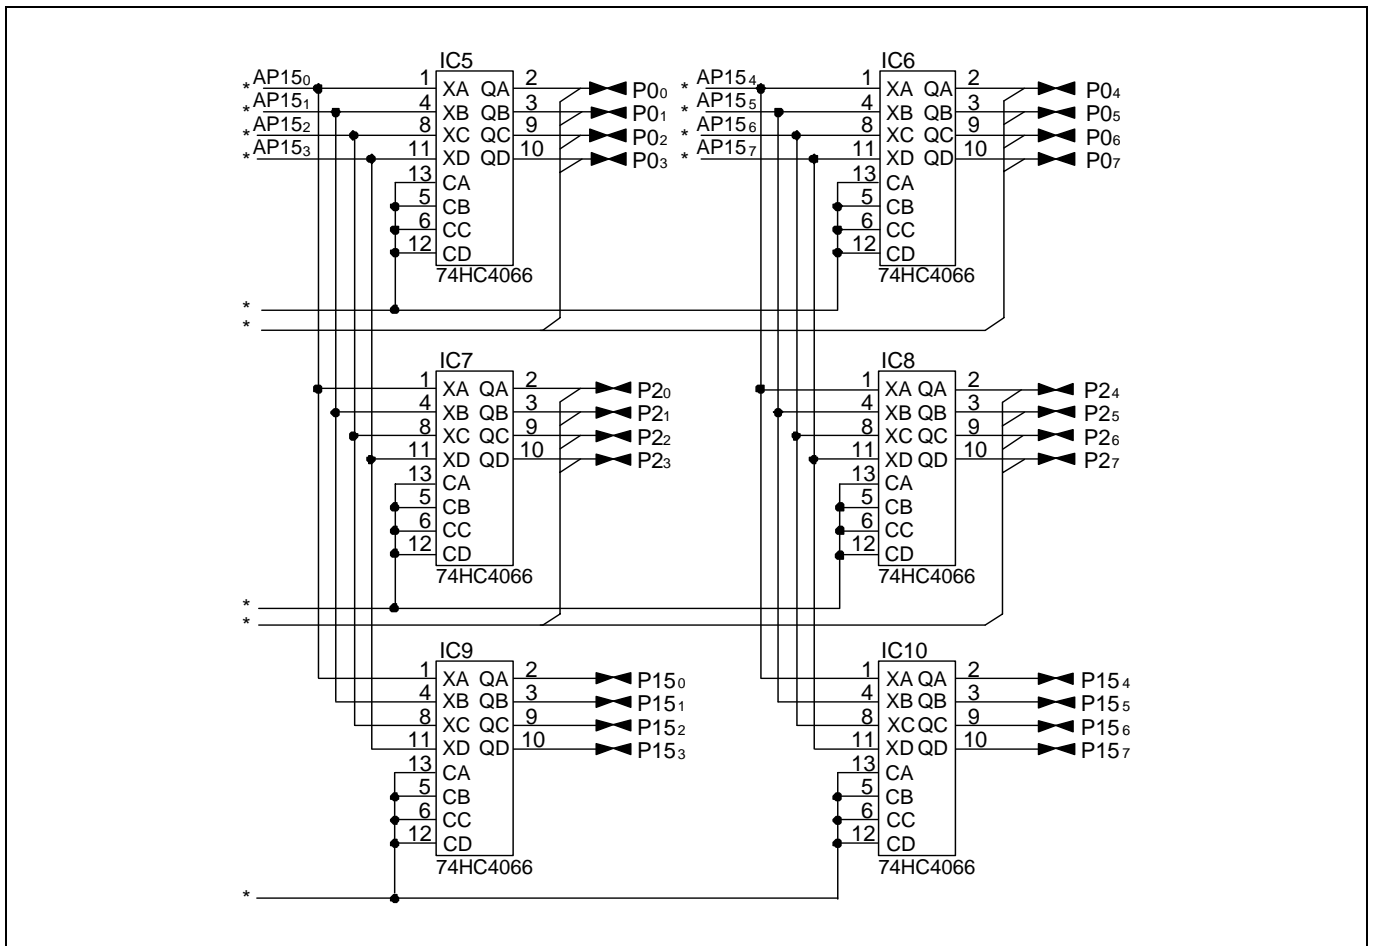 IC5 IC6
* AP150 1 XA QA 2 P00 * AP154 1 XA QA 2 P04
* AP151 4 XB QB 3 P01 * AP155 4 XB QB 3 P05
* AP152 8 XC QC 9 P02 * AP156 8 XC QC 9 P06
* AP153 11 XD QD 10 P03 * AP157 11 XD QD 10 P07
13 CA 13 CA
5 CB 5 CB
6 CC 6 CC
12 CD 12 CD
74HC4066 74HC4066
*
*
IC7 IC8
1 XA QA 2 P20 1 XA QA 2 P24
4 XB QB 3 P21 4 XB QB 3 P25
8 XC QC 9 P22 8 XC QC 9 P26
11 XD QD 10 P23 11 XD QD 10 P27
13 CA 13 CA
5 CB 5 CB
6 CC 6 CC
12 CD 12 CD
74HC4066 74HC4066
*
*
IC9 IC10
1 XA QA 2 P150 1 XA QA 2 P154
4 XB QB 3 P151 4 XB QB 3 P155
8 XC QC 9 P152 8 XC QC 9 P156
11 XD QD 10 P153 11 XD QD 10 P157
13 CA 13 CA
5 CB 5 CB
6 CC 6 CC
12 CD 12 CD
74HC4066 74HC4066
*